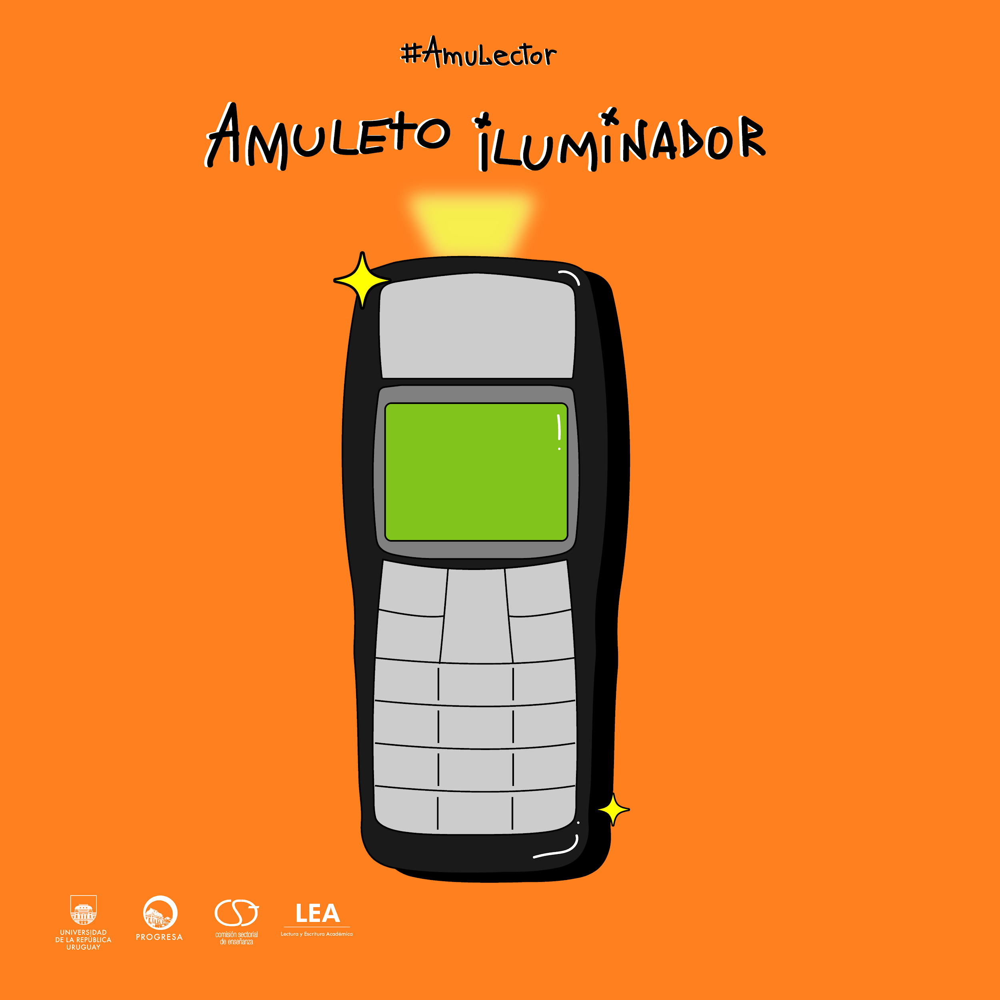 #AmuLector
AMULETO iLUMiNADOR
UNIVERSIDAD
DE LA REPÚBLICA
URUGUAY
PROGRESA
comisión sectorial
de enseñanza
LEA
Lectura y Escritura Académica